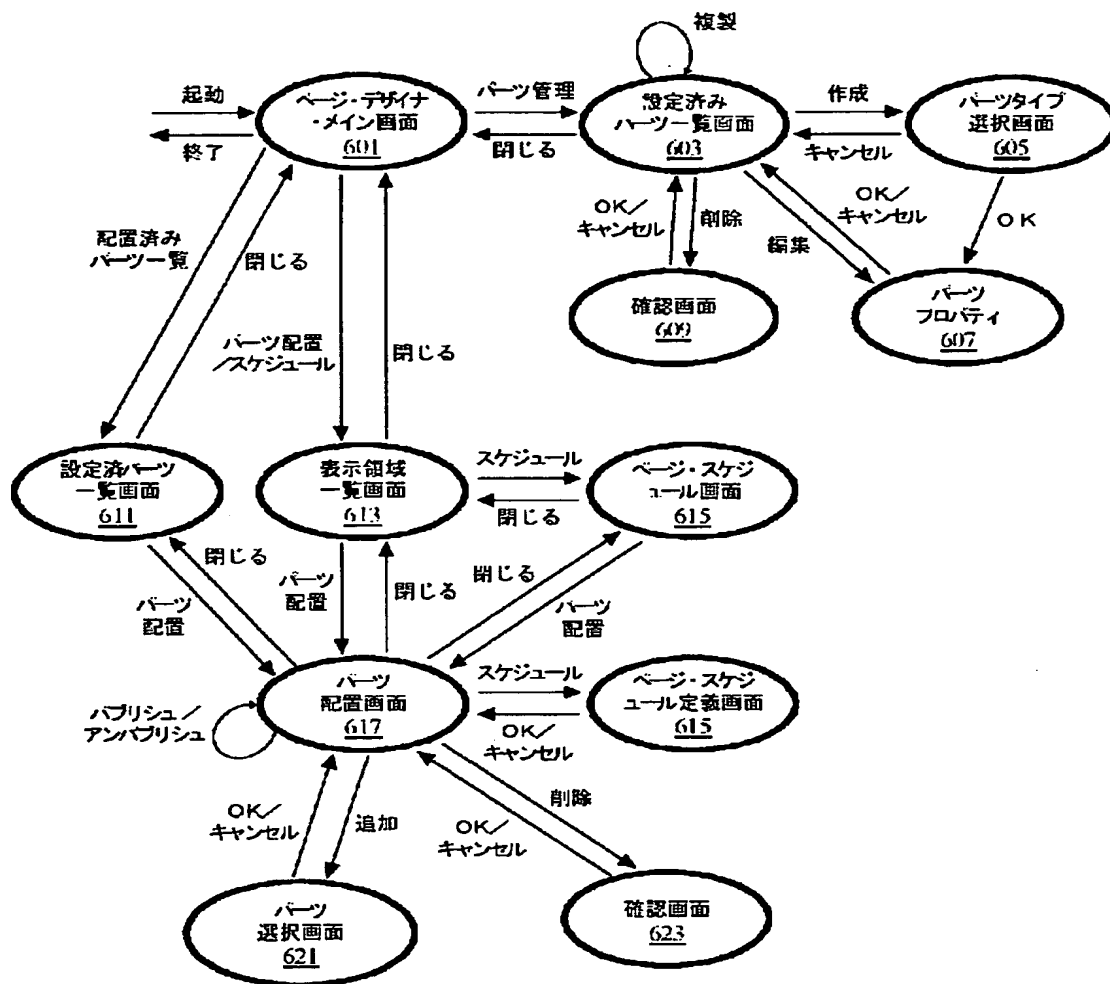 複製
起動
終了
ページ・デザイナ
・メイン画面
601
パーツ管理
閉じる
設定済み
パーツ一覧画面
603
作成
キャンセル
パーツタイプ
選択画面
605
配置済み
パーツ一覧
閉じる
OK/
キャンセル
削除
OK/
キャンセル
編集
OK
確認画面
609
パーツ
プロパティ
607
パーツ配置
/スケジュール
閉じる
設定済パーツ
一覧画面
611
表示領域
一覧画面
613
スケジュール
閉じる
ページ・スケジ
ュール画面
615
閉じる
パーツ
配置
パーツ
配置
閉じる
閉じる
パーツ
配置
パーツ
配置画面
617
パブリシュ/
アンパブリシュ
スケジュール
OK/
キャンセル
ページ・スケジ
ュール定義画面
615
OK/
キャンセル
追加
OK/
キャンセル
削除
パーツ
選択画面
621
確認画面
623